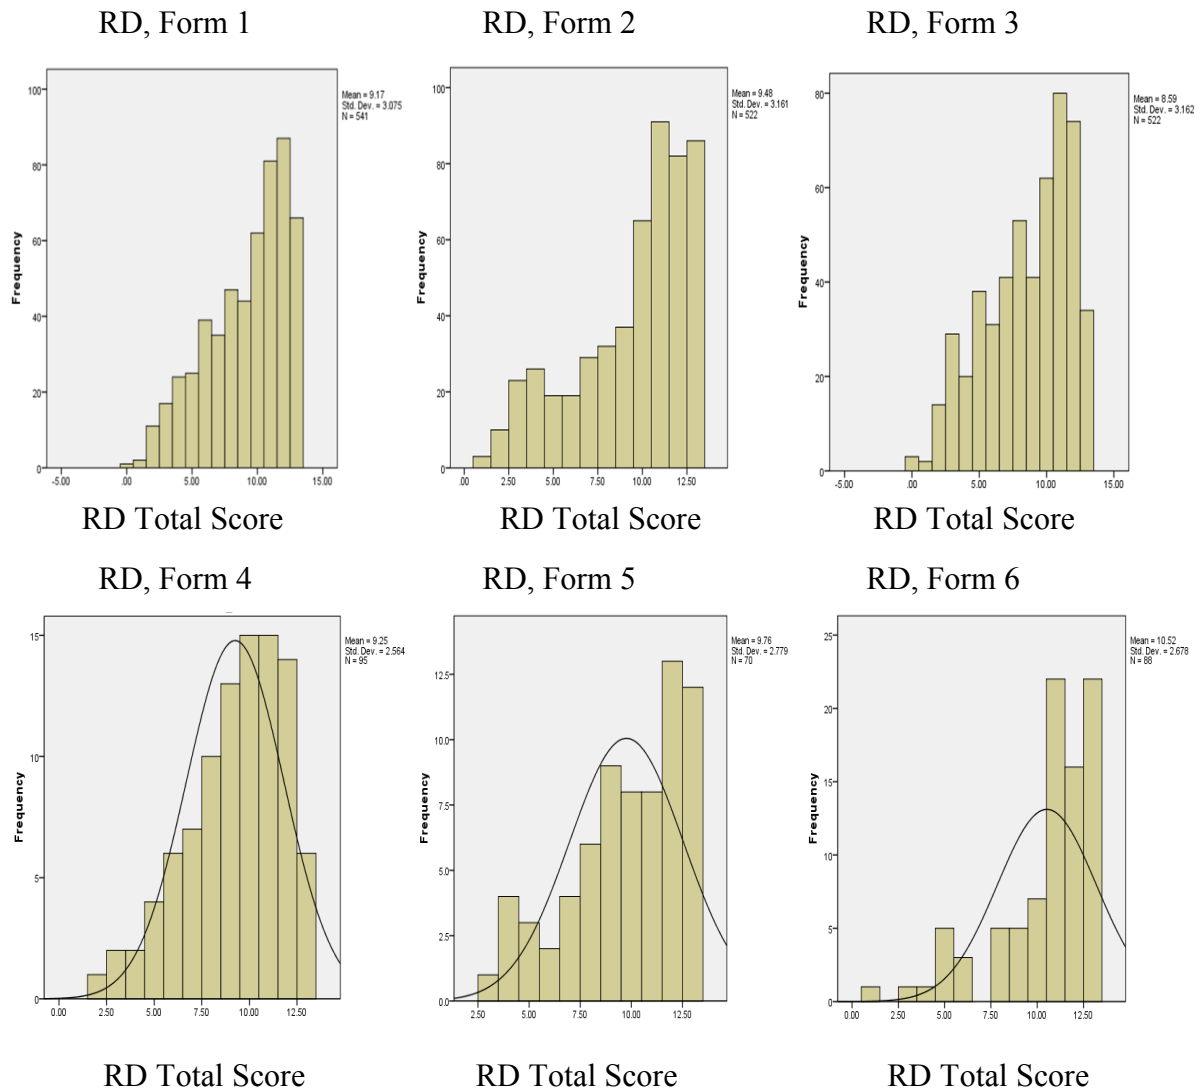 RD, Form 1
RD, Form 2
RD, Form 3
Mean = 9.17
Std. Dev. = 3.075
N = 541
Mean = 9.48
Std. Dev. = 3.161
N = 522
Mean = 8.59
Std. Dev. = 3.162
N = 522
Frequency
100
80
60
40
20
0
-5.00 .00 5.00 10.00 15.00
Frequency
100
80
60
40
20
0
.00 2.50 5.00 7.50 10.00 12.50
Frequency
80
60
40
20
0
-5.00 .00 5.00 10.00 15.00
RD Total Score
RD Total Score
RD Total Score
RD, Form 4
RD, Form 5
RD, Form 6
Mean = 9.25
Std. Dev. = 2.564
N = 95
Mean = 9.76
Std. Dev. = 2.779
N = 70
Mean = 10.52
Std. Dev. = 2.678
N = 88
Frequency
15
10
5
0
0.00 2.50 5.00 7.50 10.00 12.50
Frequency
12.5
10.0
7.5
5.0
2.5
0.0
2.50 5.00 7.50 10.00 12.50
Frequency
25
20
15
10
5
0
0.00 2.50 5.00 7.50 10.00 12.50
RD Total Score
RD Total Score
RD Total Score